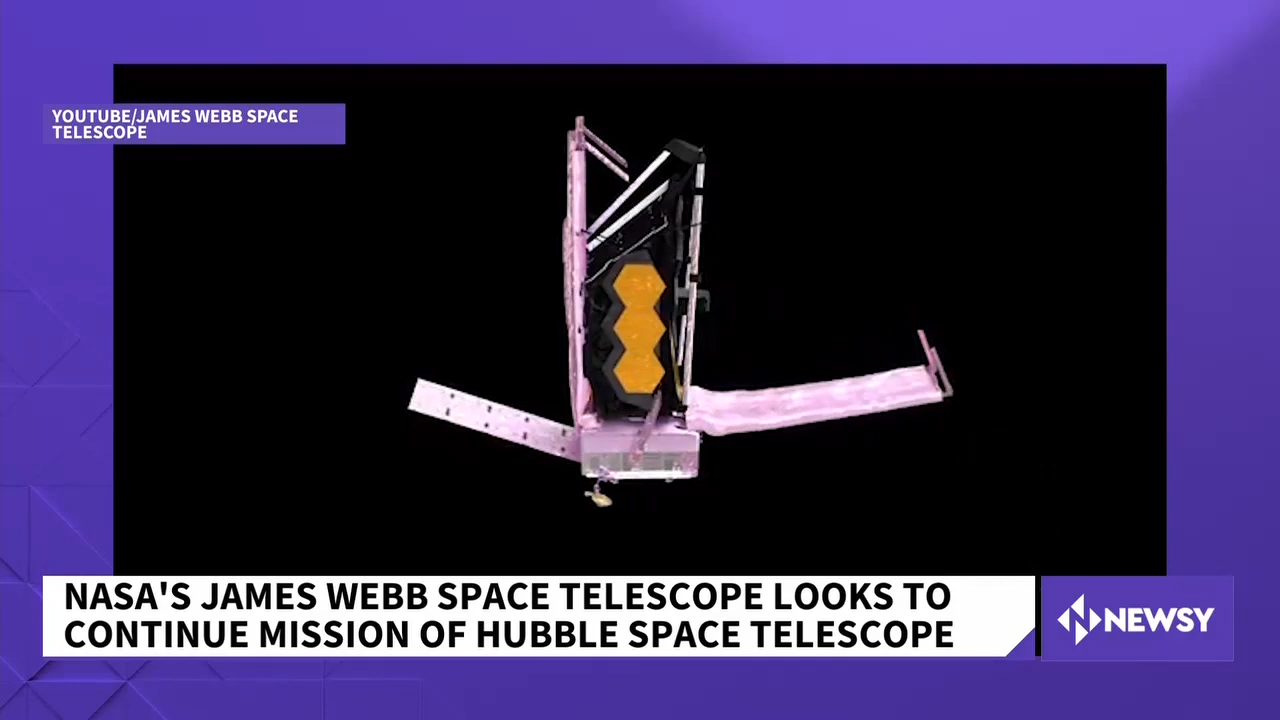 YOUTUBE/JAMES WEBB SPACE
TELESCOPE
NASA'S JAMES WEBB SPACE TELESCOPE LOOKS TO
CONTINUE MISSION OF HUBBLE SPACE TELESCOPE
NEWSY